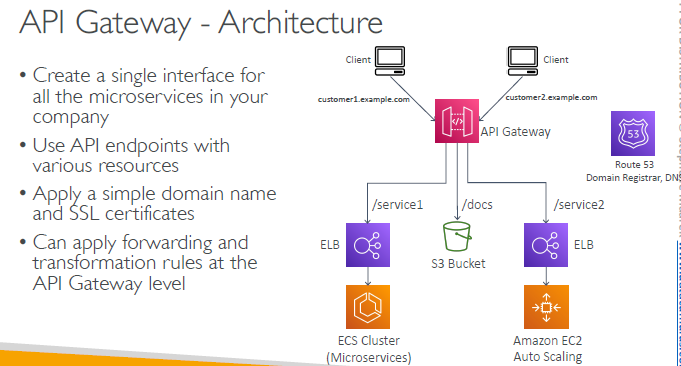 API Gateway - Architecture
• Create a single interface for
all the microservices in your
company
• Use API endpoints with
various resources
• Apply a simple domain name
and SSL certificates
• Can apply forwarding and
transformation rules at the
API Gateway level
Client
Client
customer1.example.com
customer2.example.com
API Gateway
53
Route 53
Domain Registrar, DNS
/service1
/docs
/service2
ELB
S3 Bucket
ELB
ECS Cluster
(Microservices)
Amazon EC2
Auto Scaling